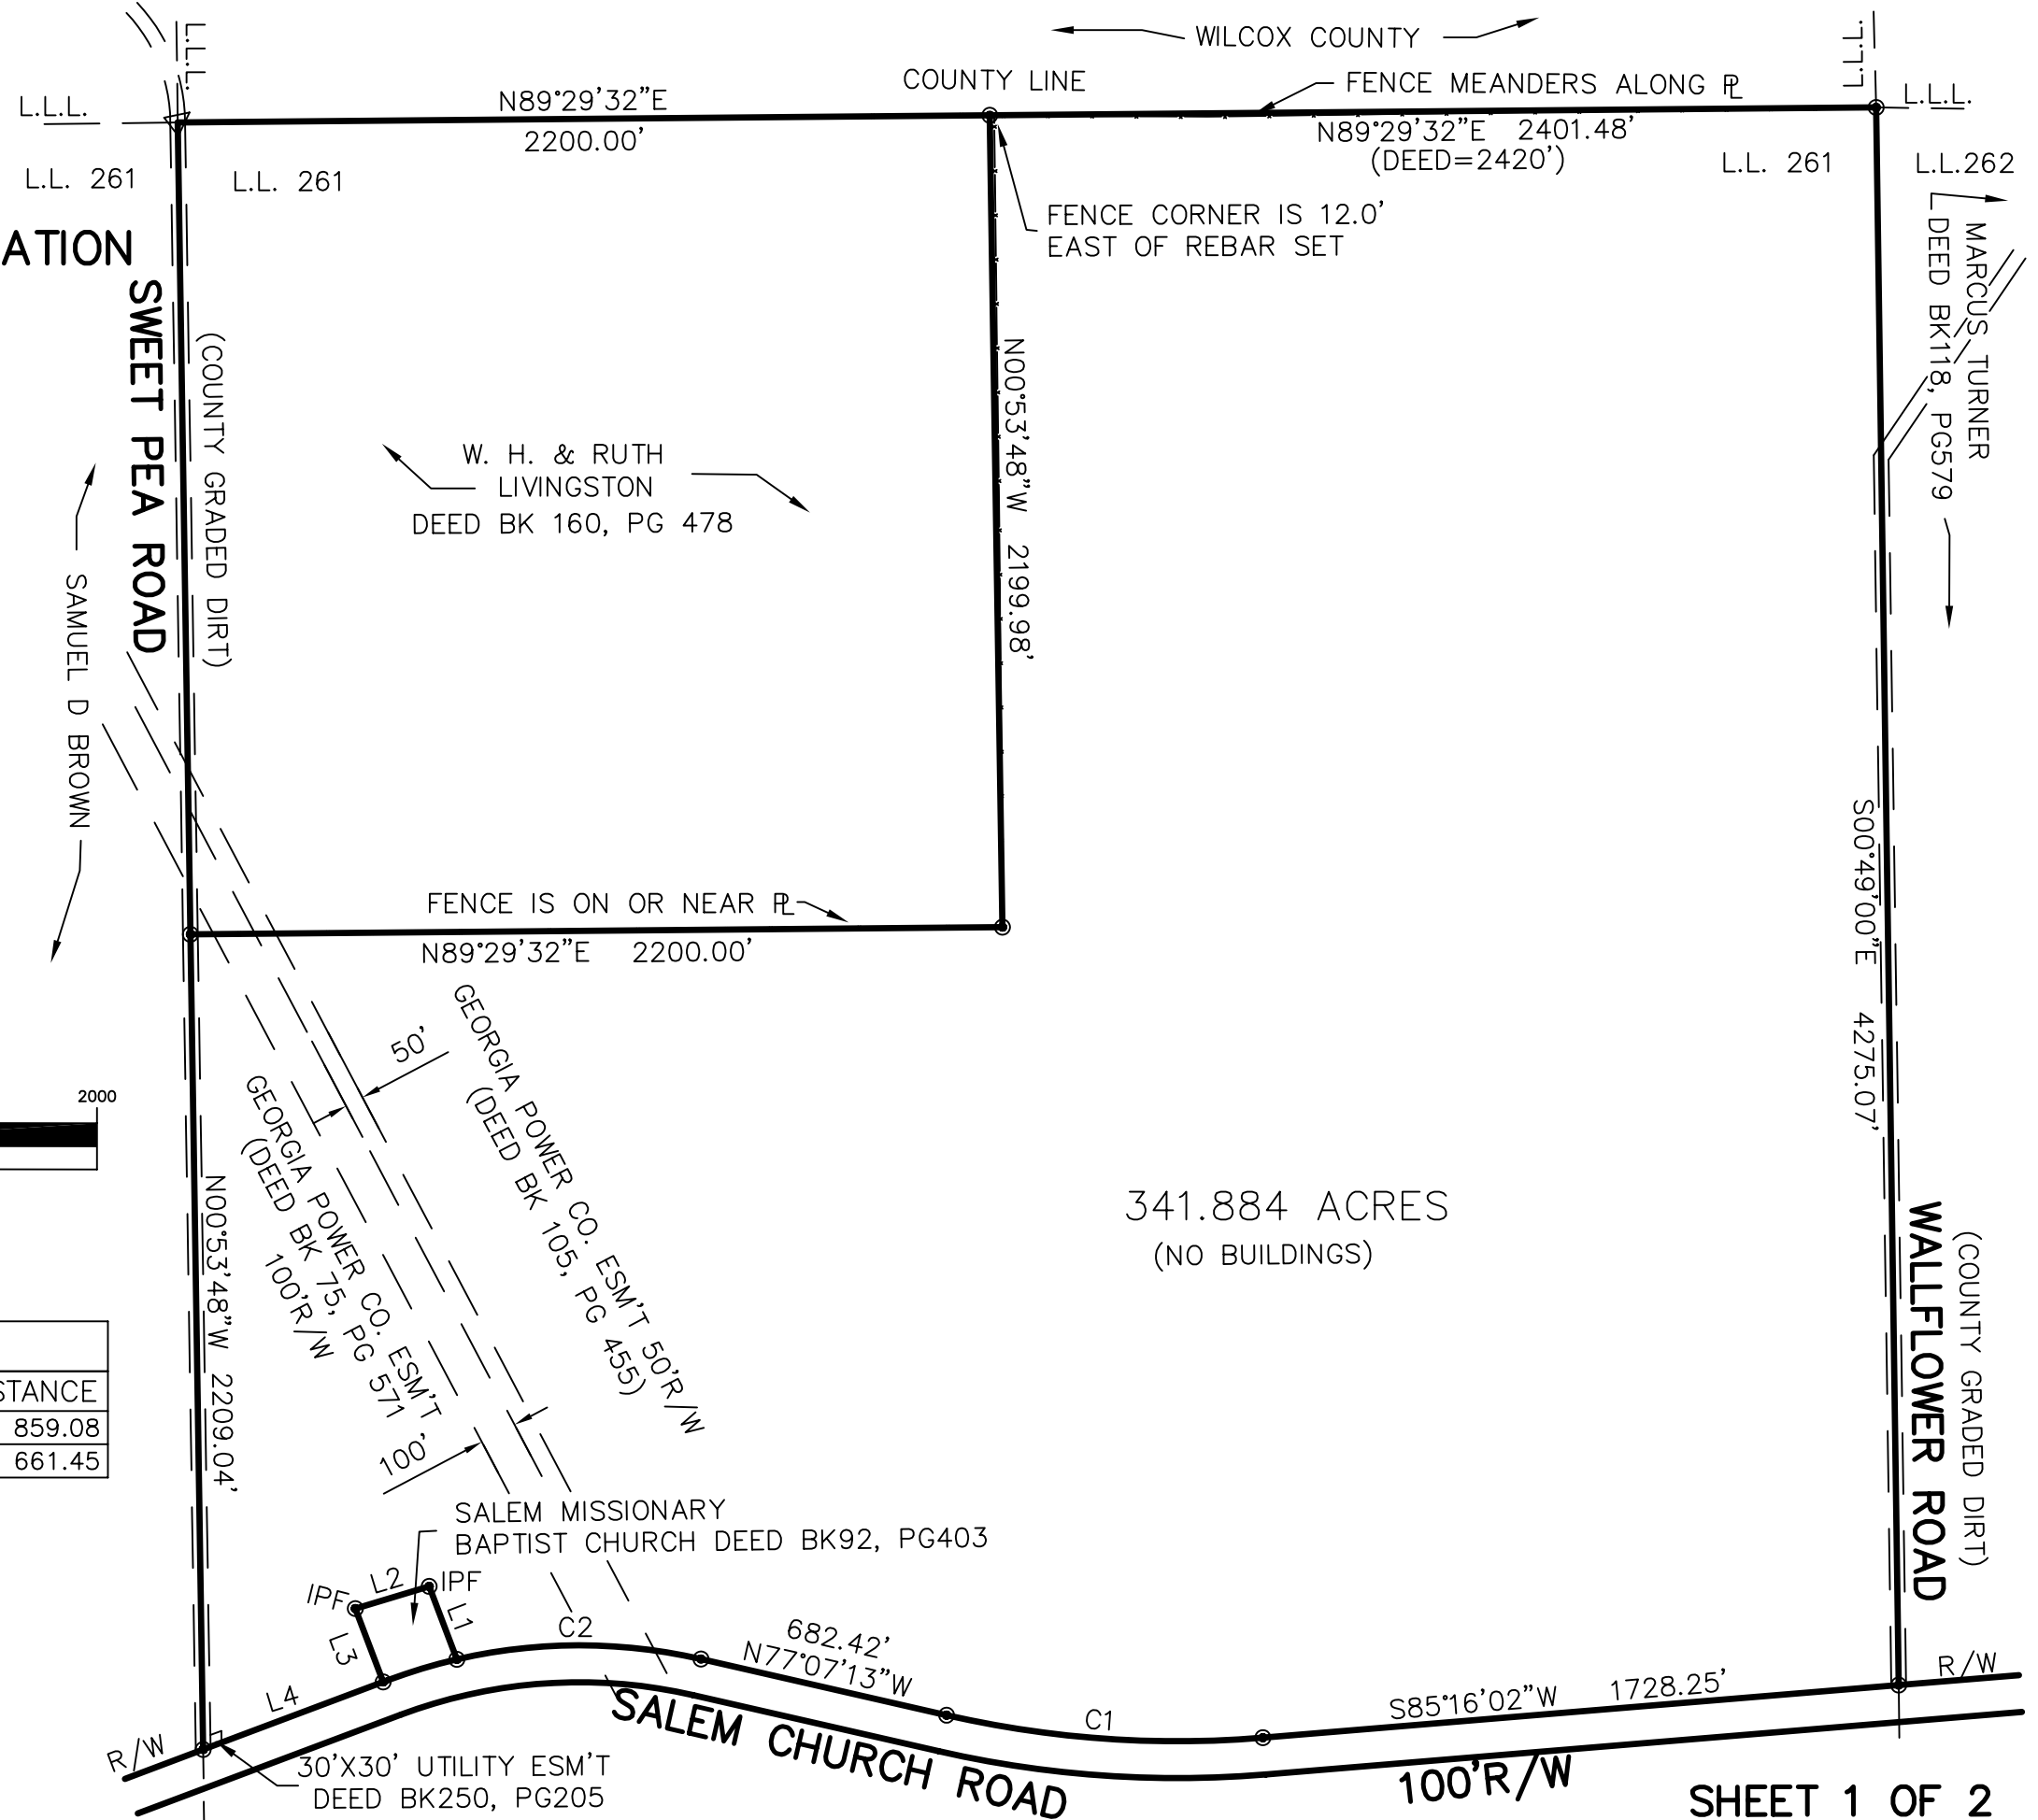 WILCOX COUNTY
L.L.L.
L.L.L.
COUNTY LINE
FENCE MEANDERS ALONG ℄
L.L.L.
N89°29'32"E
2200.00'
N89°29'32"E 2401.48'
(DEED=2420')
L.L.L.
L.L. 261
L.L. 261
L.L. 261
L.L.262
FENCE CORNER IS 12.0'
EAST OF REBAR SET
ATION
SWEET PEA ROAD
(COUNTY GRADED DIRT)
MARCUS TURNER
DEED BK118, PG579
N00°53'48"W 2199.98'
W. H. & RUTH
LIVINGSTON
DEED BK 160, PG 478
SAMUEL D BROWN
FENCE IS ON OR NEAR ℄
N89°29'32"E 2200.00'
S00°49'00"E 4275.07'
50'
GEORGIA POWER CO. ESM'T 50'R/W
(DEED BK 105, PG 455)
GEORGIA POWER CO. ESM'T
(DEED BK 75, PG 571
100'R/W
2000
N00°53'48"W 2209.04'
341.884 ACRES
(NO BUILDINGS)
WALLFLOWER ROAD
(COUNTY GRADED DIRT)
STANCE
859.08
661.45
100'
SALEM MISSIONARY
BAPTIST CHURCH DEED BK92, PG403
IPF
L2
IPF
L1
L3
L4
C2
682.42'
N77°07'13"W
C1
S85°16'02"W 1728.25'
R/W
R/W
SALEM CHURCH ROAD
100'R/W
30'X30' UTILITY ESM'T
DEED BK250, PG205
SHEET 1 OF 2